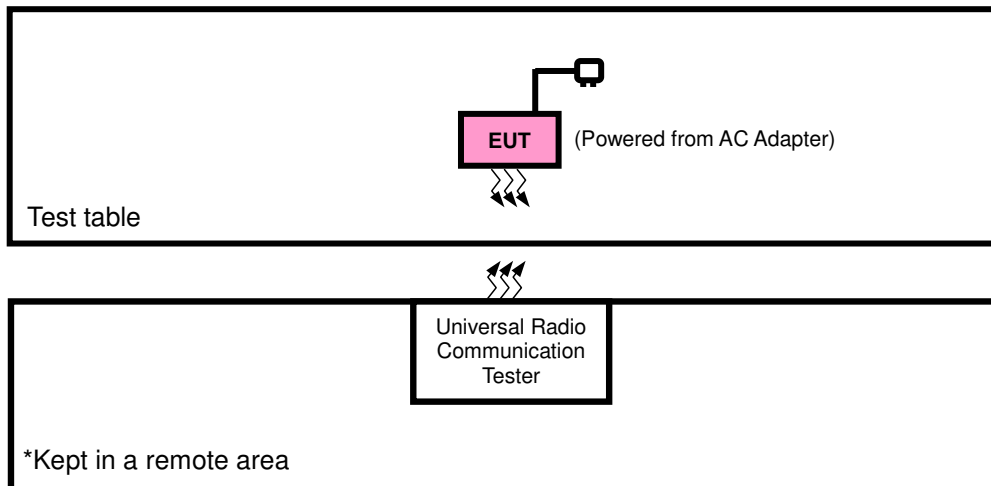 EUT
(Powered from AC Adapter)
Test table
Universal Radio
Communication
Tester
*Kept in a remote area